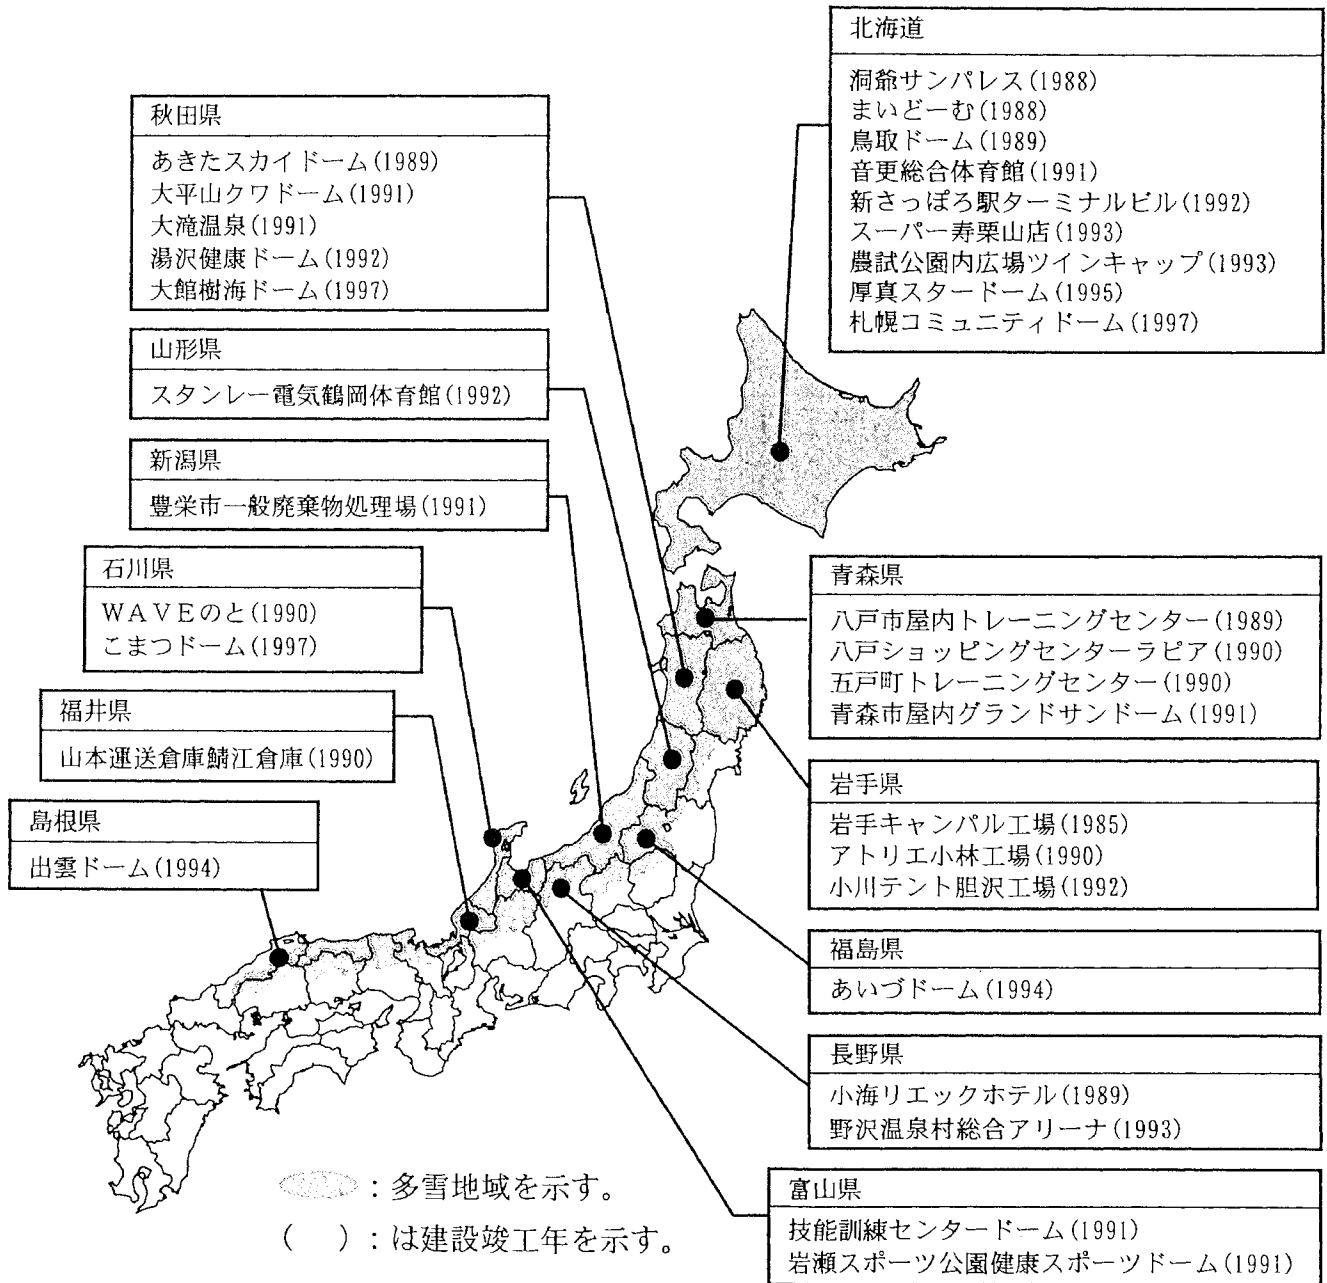 北海道
洞爺サンパレス(1988)
まいどーむ(1988)
鳥取ドーム(1989)
音更総合体育館(1991)
新さっぽろ駅ターミナルビル(1992)
スーパー寿栗山店(1993)
農試公園内広場ツインキャップ(1993)
厚真スタードーム(1995)
札幌コミュニティドーム(1997)
秋田県
あきたスカイドーム(1989)
大平山クワドーム(1991)
大滝温泉(1991)
湯沢健康ドーム(1992)
大館樹海ドーム(1997)
山形県
スタンレー電気鶴岡体育館(1992)
新潟県
豊栄市一般廃棄物処理場(1991)
石川県
WAVEのと(1990)
こまつドーム(1997)
福井県
山本運送倉庫鯖江倉庫(1990)
島根県
出雲ドーム(1994)
青森県
八戸市屋内トレーニングセンター(1989)
八戸ショッピングセンターラピア(1990)
五戸町トレーニングセンター(1990)
青森市屋内グランドサンドーム(1991)
岩手県
岩手キャンパル工場(1985)
アトリエ小林工場(1990)
小川テント胆沢工場(1992)
福島県
あいづドーム(1994)
長野県
小海リエックホテル(1989)
野沢温泉村総合アリーナ(1993)
富山県
技能訓練センタードーム(1991)
岩瀬スポーツ公園健康スポーツドーム(1991)
:多雪地域を示す。
( ):は建設竣工年を示す。